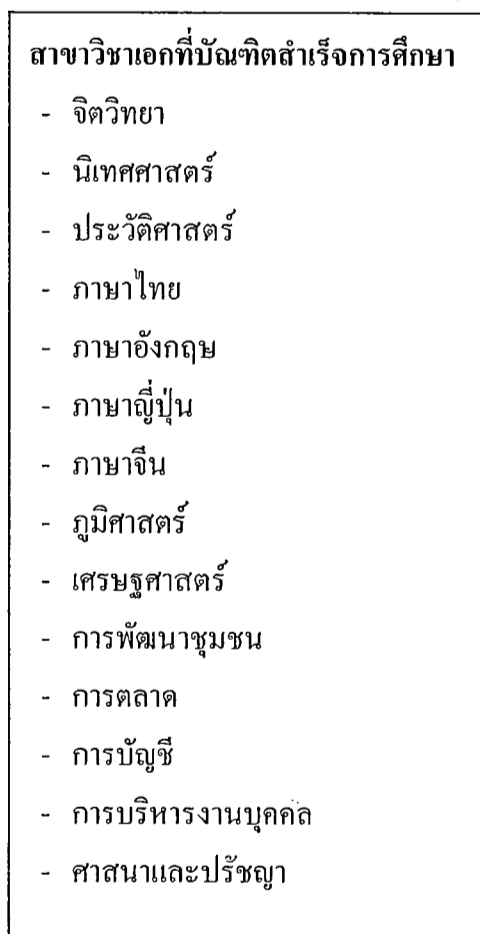 สาขาวิชาเอกที่บัณฑิตสำเร็จการศึกษา
- จิตวิทยา
- นิเทศศาสตร์
- ประวัติศาสตร์
- ภาษาไทย
- ภาษาอังกฤษ
- ภาษาญี่ปุ่น
- ภาษาจีน
- ภูมิศาสตร์
- เศรษฐศาสตร์
- การพัฒนาชุมชน
- การตลาด
- การบัญชี
- การบริหารงานบุคคล
- ศาสนาและปรัชญา